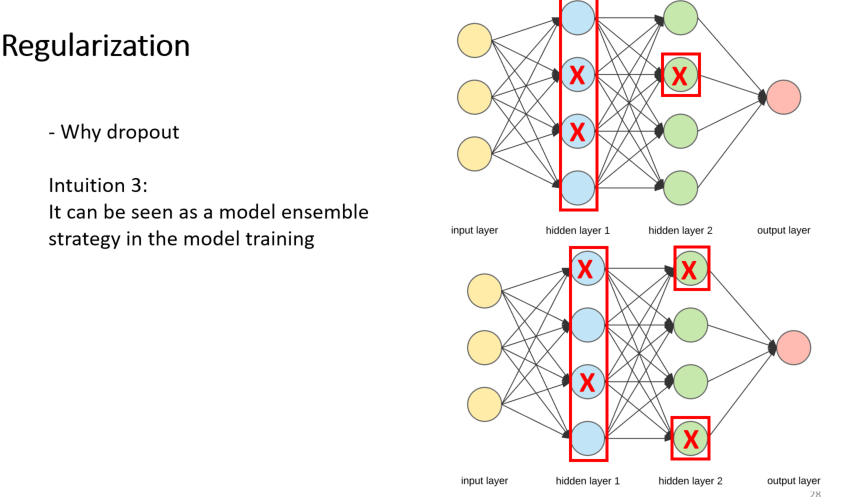 Regularization
- Why dropout
Intuition 3:
It can be seen as a model ensemble
strategy in the model training
X
X
X
input layer
hidden layer 1
hidden layer 2
output layer
X
X
X
X
input layer
hidden layer 1
hidden layer 2
output layer
28